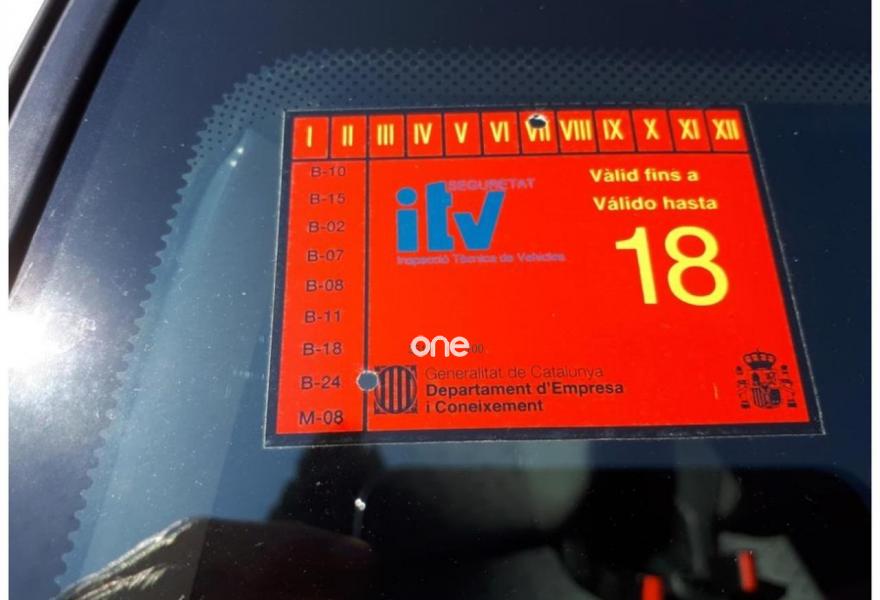 I II III IV V VI VII VIII IX X XI XII
B-10
B-15
B-02
B-07
B-08
B-11
B-18
B-24
M-08
SEGURETAT
itv
Inspecció Tècnica de Vehicles
Vàlid fins a
Válido hasta
18
one
Generalitat de Catalunya
Departament d'Empresa
i Coneixement